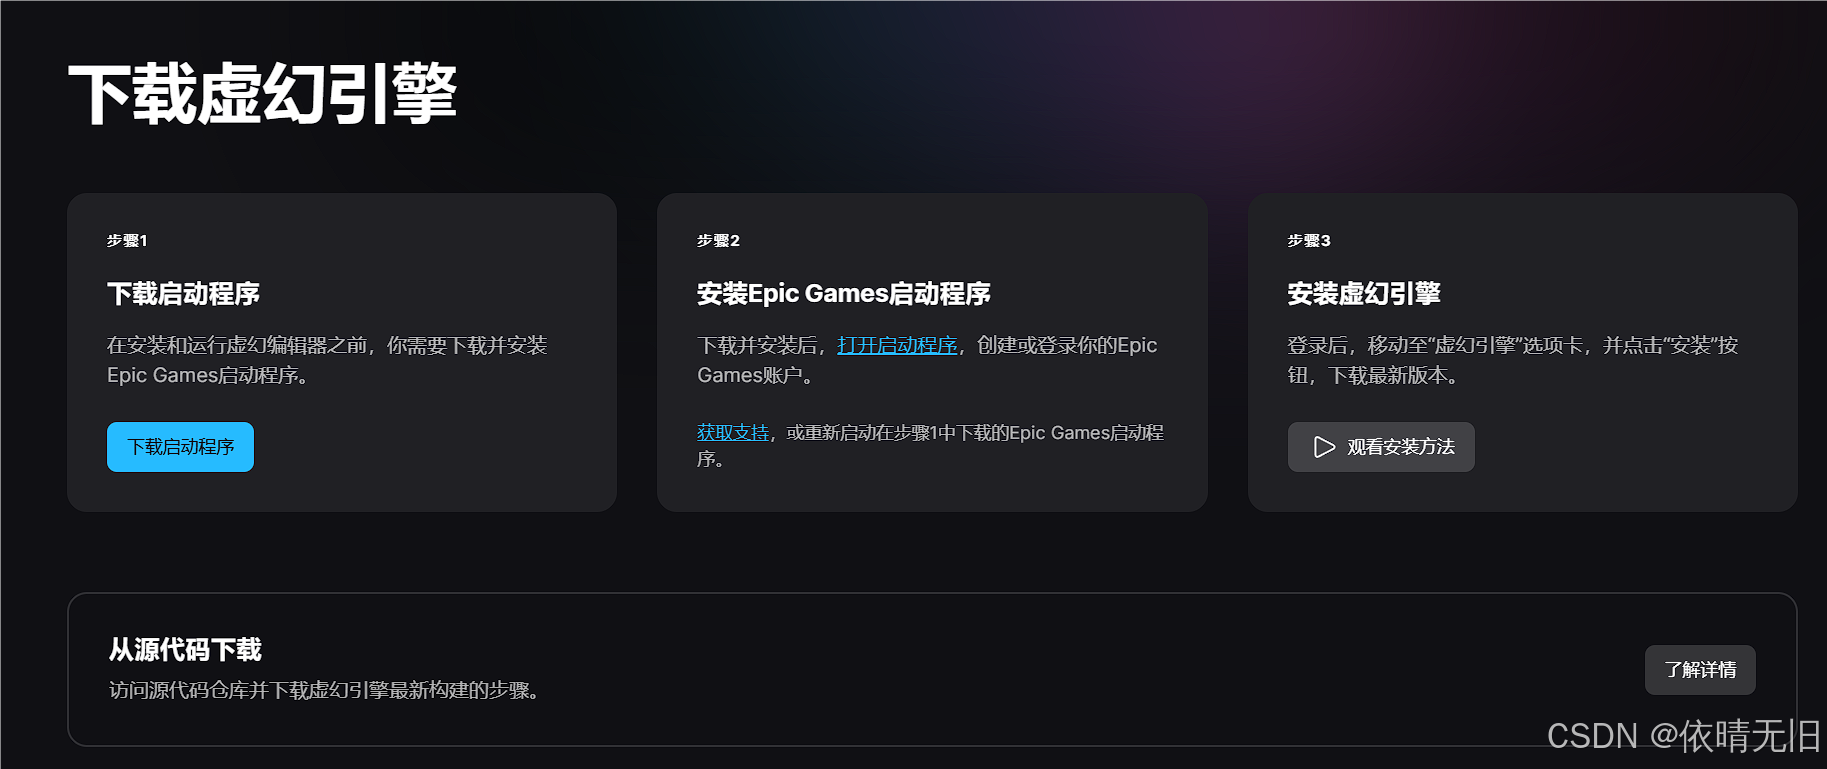 下载虚幻引擎
步骤1
下载启动程序
在安装和运行虚幻编辑器之前，你需要下载并安装
Epic Games启动程序。
下载启动程序
步骤2
安装Epic Games启动程序
下载并安装后，打开启动程序，创建或登录你的Epic
Games账户。
获取支持，或重新启动在步骤1中下载的Epic Games启动程
序。
步骤3
安装虚幻引擎
登录后，移动至“虚幻引擎”选项卡，并点击“安装”按
钮，下载最新版本。
观看安装方法
从源代码下载
访问源代码仓库并下载虚幻引擎最新构建的步骤。
了解详情
CSDN @依晴无旧